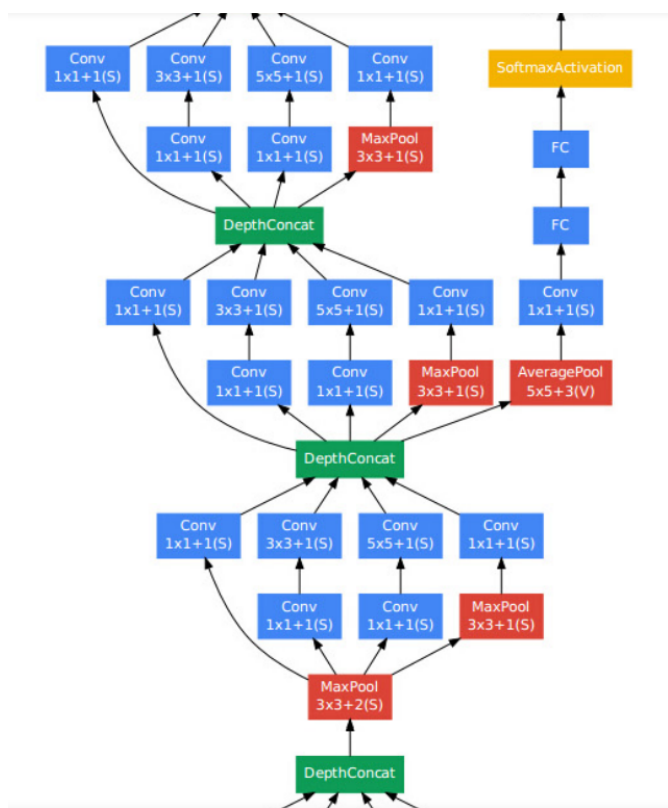 Conv
1x1+1(S)
Conv
3x3+1(S)
Conv
5x5+1(S)
Conv
1x1+1(S)
SoftmaxActivation
Conv
1x1+1(S)
Conv
1x1+1(S)
MaxPool
3x3+1(S)
FC
DepthConcat
FC
Conv
1x1+1(S)
Conv
3x3+1(S)
Conv
5x5+1(S)
Conv
1x1+1(S)
Conv
1x1+1(S)
Conv
1x1+1(S)
Conv
1x1+1(S)
MaxPool
3x3+1(S)
AveragePool
5x5+3(V)
DepthConcat
Conv
1x1+1(S)
Conv
3x3+1(S)
Conv
5x5+1(S)
Conv
1x1+1(S)
Conv
1x1+1(S)
Conv
1x1+1(S)
MaxPool
3x3+1(S)
MaxPool
3x3+2(S)
DepthConcat